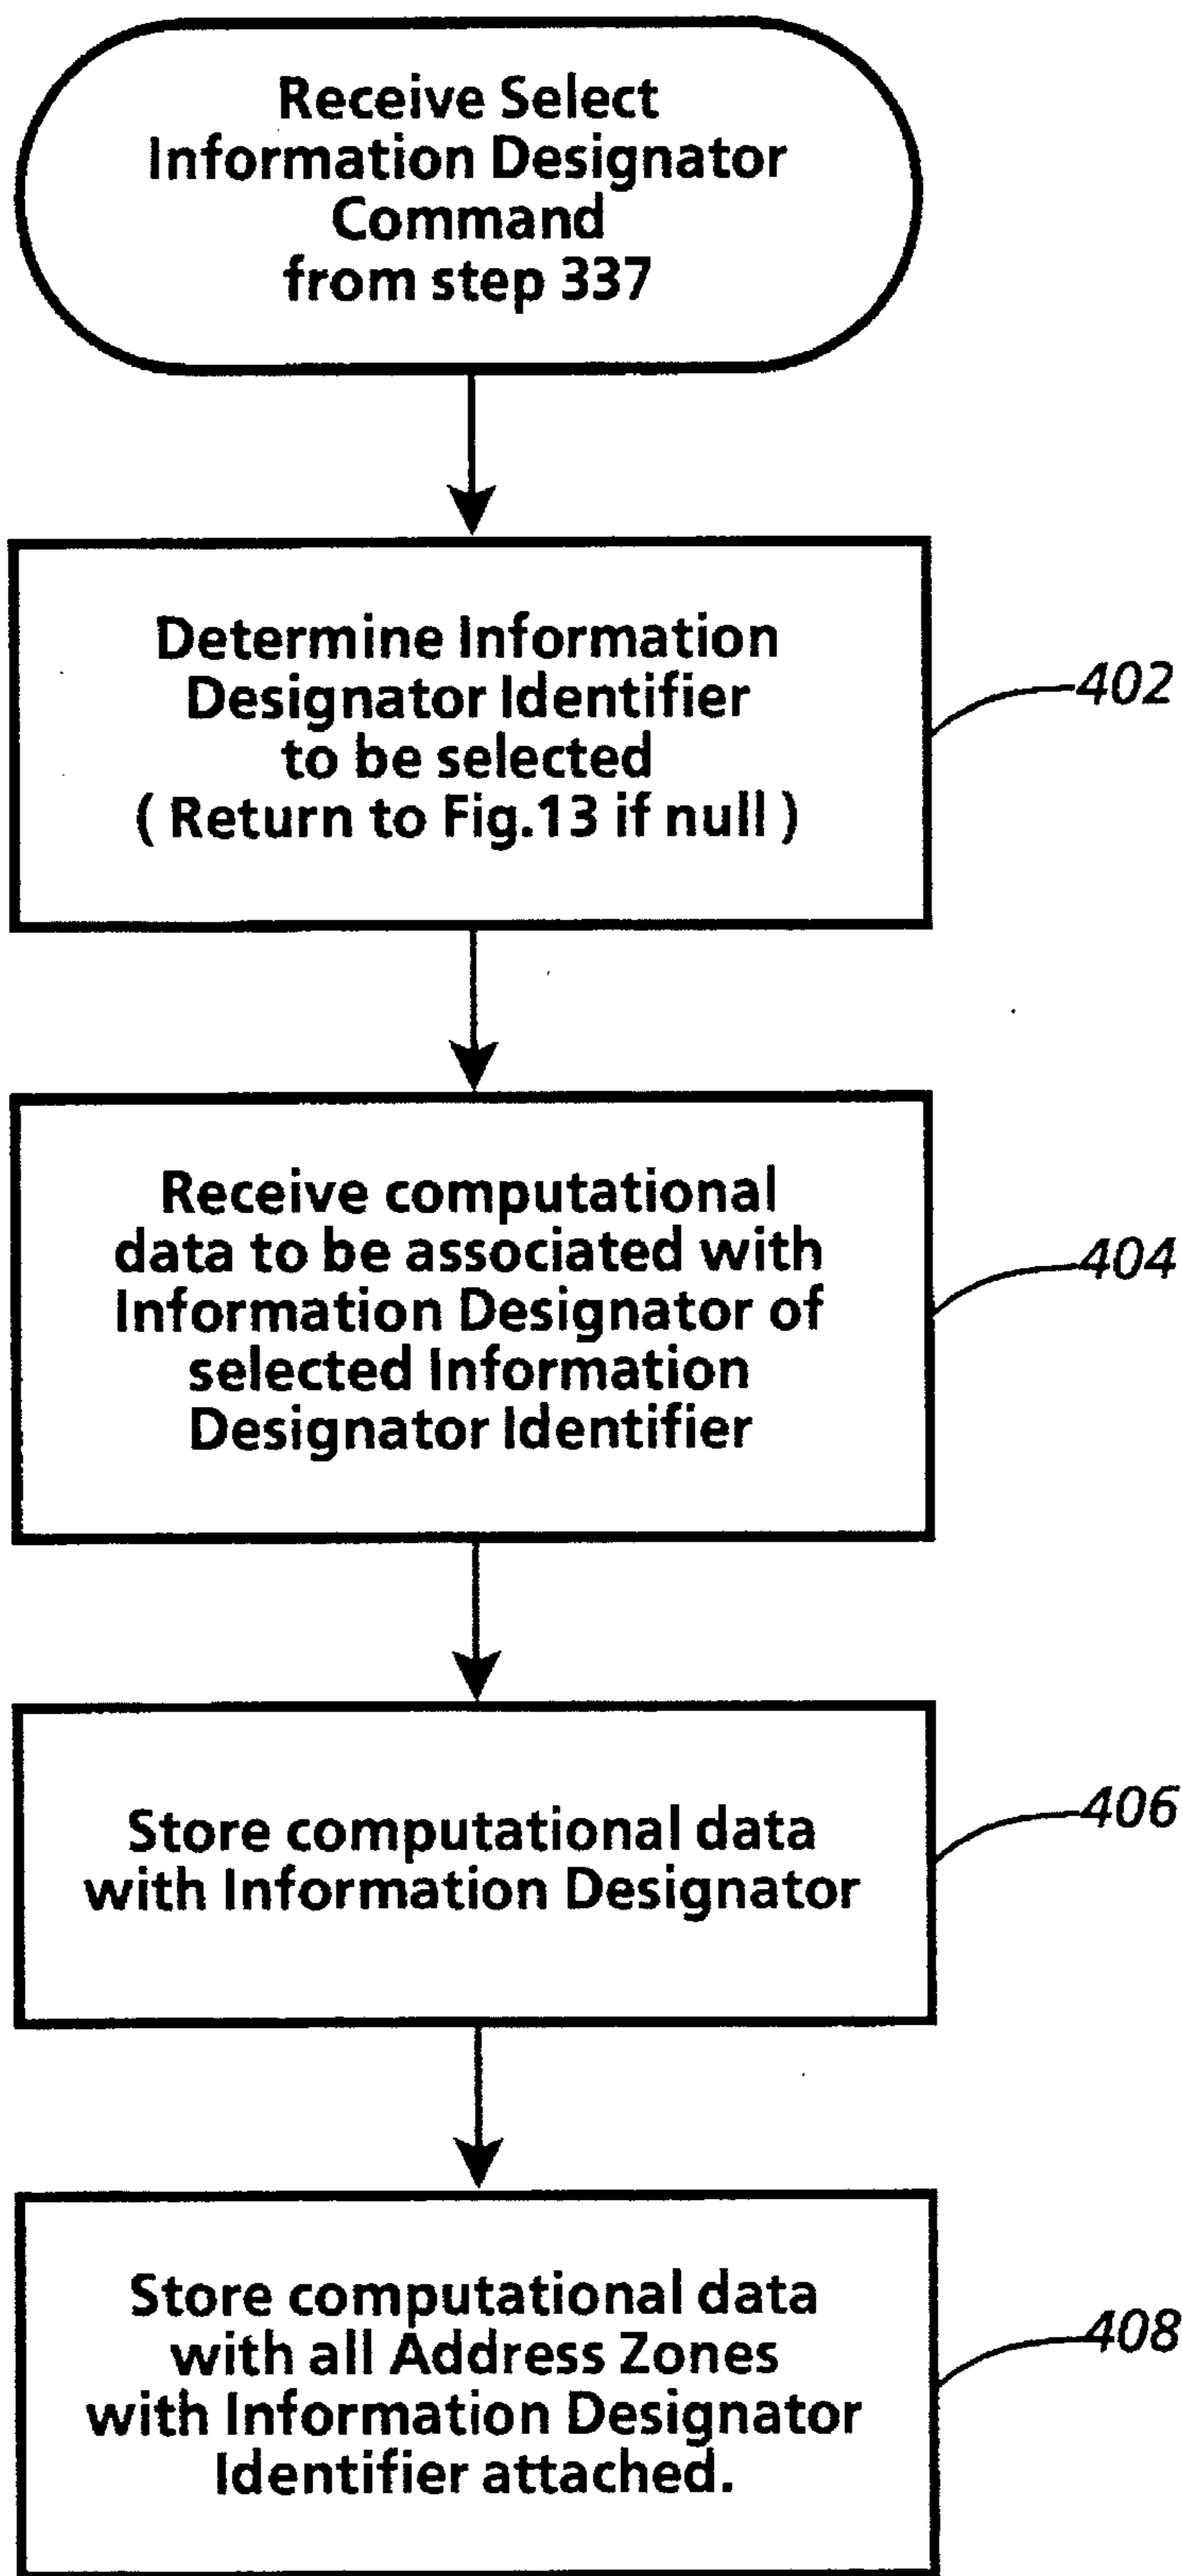 Receive Select
Information Designator
Command
from step 337
Determine Information
Designator Identifier
to be selected
( Return to Fig.13 if null )
402
Receive computational
data to be associated with
Information Designator of
selected Information
Designator Identifier
404
Store computational data
with Information Designator
406
Store computational data
with all Address Zones
with Information Designator
Identifier attached.
408